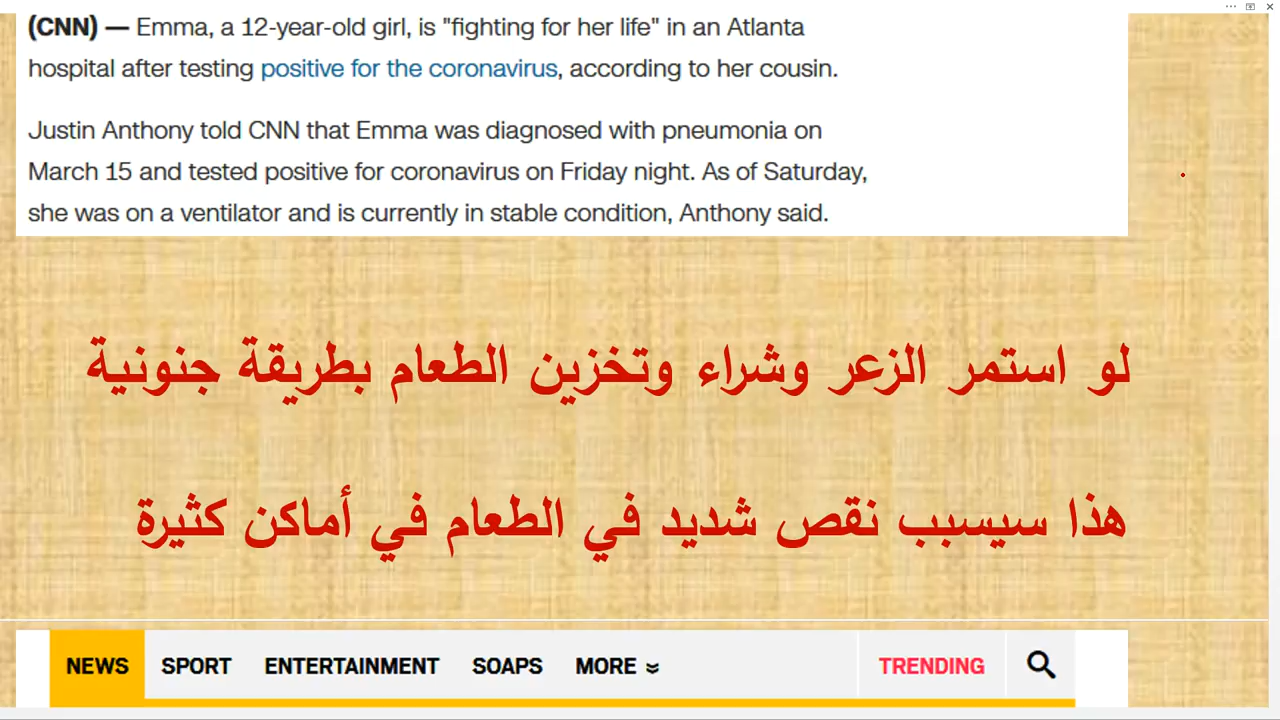 (CNN) — Emma, a 12-year-old girl, is "fighting for her life" in an Atlanta
hospital after testing positive for the coronavirus, according to her cousin.
Justin Anthony told CNN that Emma was diagnosed with pneumonia on
March 15 and tested positive for coronavirus on Friday night. As of Saturday,
she was on a ventilator and is currently in stable condition, Anthony said.
لو استمر الزعر وشراء وتخزين الطعام بطريقة جنونية
هذا سيسبب نقص شديد في الطعام في أماكن كثيرة
NEWS SPORT ENTERTAINMENT SOAPS MORE TRENDING